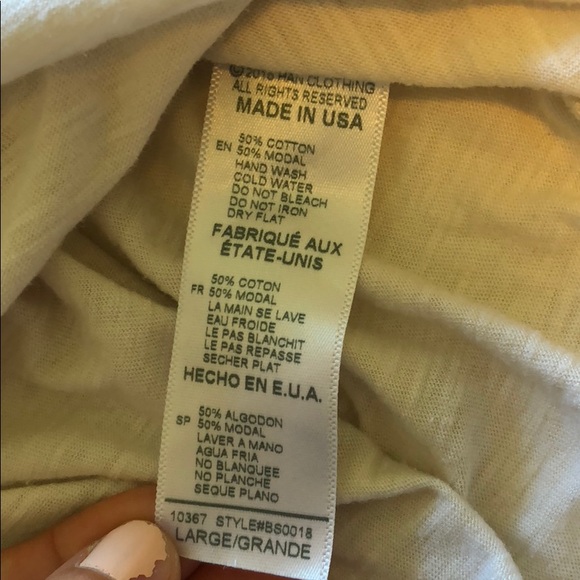 ©2018 HAN CLOTHING
ALL RIGHTS RESERVED
MADE IN USA
50% COTTON
EN 50% MODAL
HAND WASH
COLD WATER
DO NOT BLEACH
DO NOT IRON
DRY FLAT
FABRIQUÉ AUX
ÉTATE-UNIS
50% COTON
FR 50% MODAL
LA MAIN SE LAVE
EAU FROIDE
LE PAS BLANCHIT
LE PAS REPASSE
SECHER PLAT
HECHO EN E.U.A.
50% ALGODON
SP 50% MODAL
LAVER A MANO
AGUA FRIA
NO BLANQUEE
NO PLANCHE
SEQUE PLANO
10367 STYLE#BS0018
LARGE/GRANDE